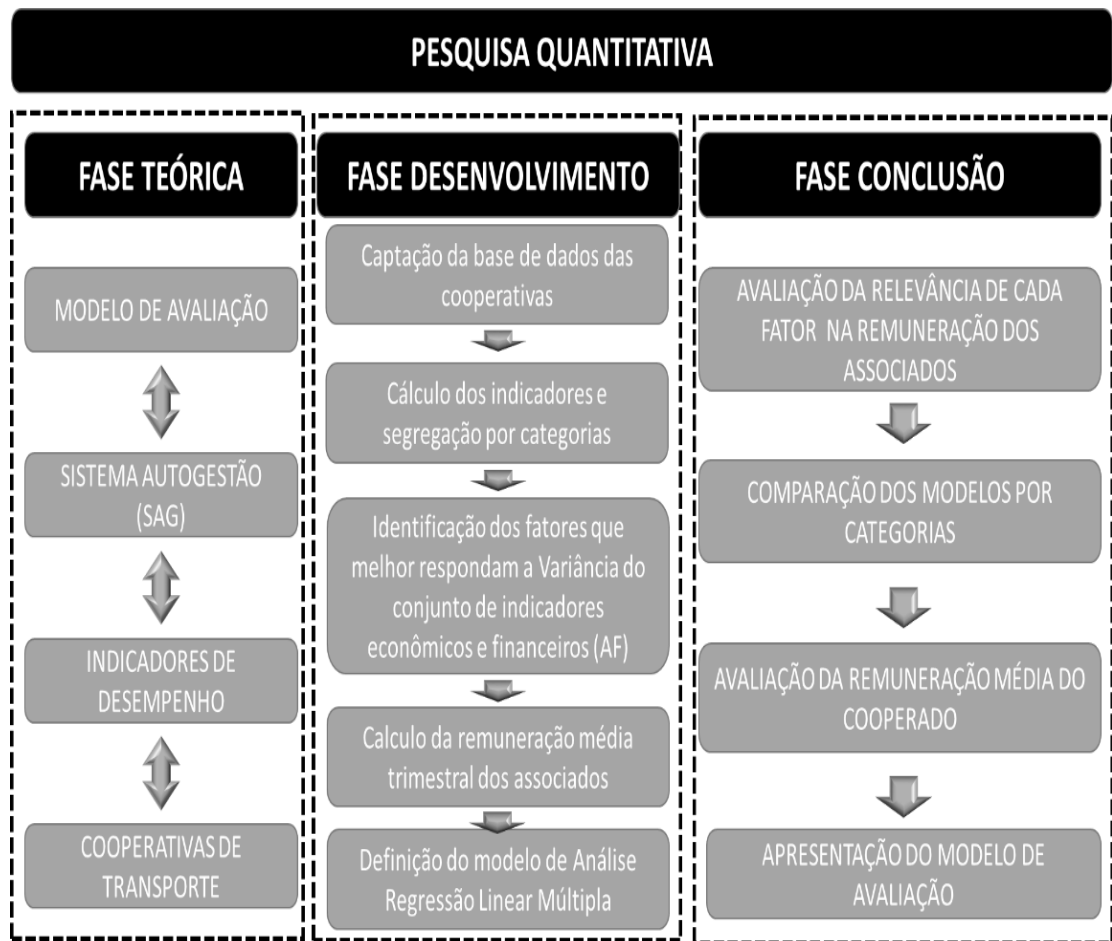 PESQUISA QUANTITATIVA
FASE TEÓRICA
MODELO DE AVALIAÇÃO
SISTEMA AUTOGESTÃO
(SAG)
INDICADORES DE
DESEMPENHO
COOPERATIVAS DE
TRANSPORTE
FASE DESENVOLVIMENTO
Captação da base de dados das
cooperativas
Cálculo dos indicadores e
segregação por categorias
Identificação dos fatores que
melhor respondam a Variância do
conjunto de indicadores
econômicos e financeiros (AF)
Calculo da remuneração média
trimestral dos associados
Definição do modelo de Análise
Regressão Linear Múltipla
FASE CONCLUSÃO
AVALIAÇÃO DA RELEVÂNCIA DE CADA
FATOR NA REMUNERAÇÃO DOS
ASSOCIADOS
COMPARAÇÃO DOS MODELOS POR
CATEGORIAS
AVALIAÇÃO DA REMUNERAÇÃO MÉDIA DO
COOPERADO
APRESENTAÇÃO DO MODELO DE
AVALIAÇÃO